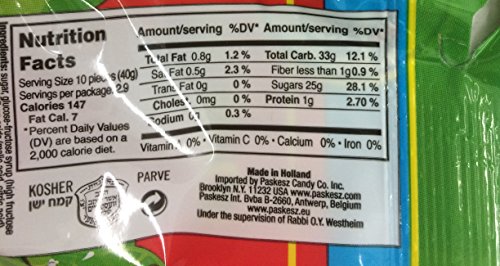 Ingredients: sugar, glucose-fructose syrup,
Nutrition
Facts
Serving Size 10 pieces (40g)
Servings per package: 2.9
Calories 147
Fat Cal. 7
*Percent Daily Values
(DV) are based on a
2,000 calorie diet.
Amount/serving %DV*
Total Fat 0.8g 1.2 %
Sat Fat 0.5g 2.3 %
Trans Fat 0g 0 %
Cholest. 0mg 0 %
Sodium 0.3 %
Amount/serving %DV*
Total Carb. 33g 12.1 %
Fiber less than 1g 0.9 %
Sugars 25g 28.1 %
Protein 1g 2.70 %
Vitamin A 0% • Vitamin C 0% • Calcium 0% • Iron 0%
KOSHER
קמח ישן
PARVE
Made in Holland
Imported by Paskesz Candy Co. Inc.
Brooklyn N.Y. 11232 USA www.paskesz.com
Paskesz Int. Bvba B-2660, Antwerp, Belgium
www.paskesz.eu
Under the supervision of Rabbi O.Y. Westheim